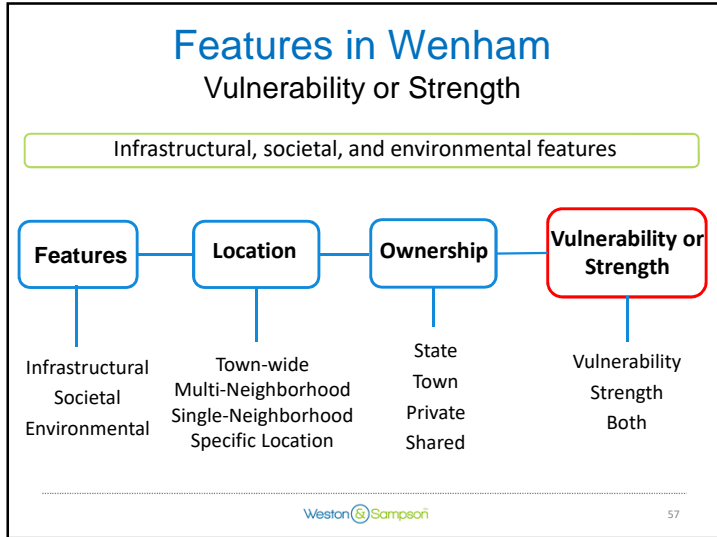 Features in Wenham
Vulnerability or Strength
Infrastructural, societal, and environmental features
Features
Location
Ownership
Vulnerability or
Strength
Infrastructural
Societal
Environmental
Town-wide
Multi-Neighborhood
Single-Neighborhood
Specific Location
State
Town
Private
Shared
Vulnerability
Strength
Both
Weston & Sampson
57